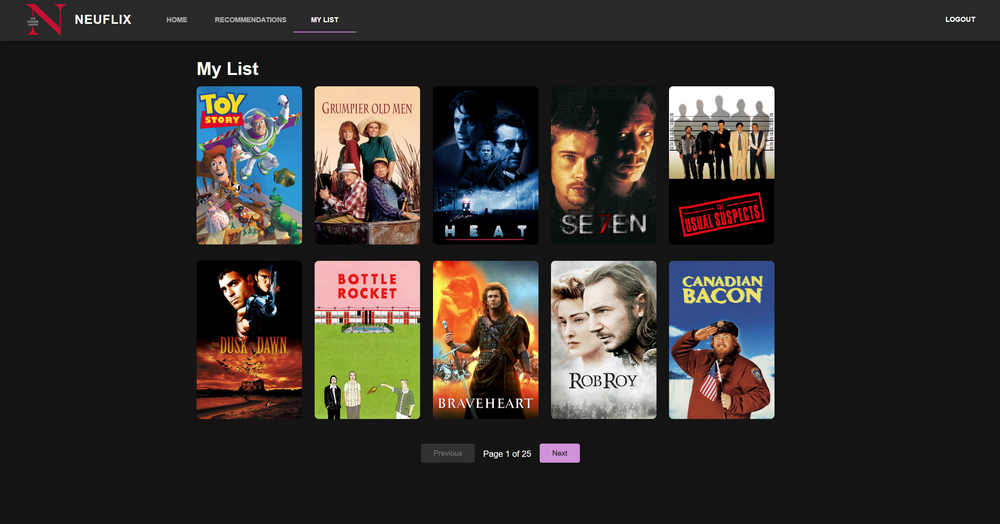 LVX
VERITAS
VIRTVS
NEUFLIX
HOME
RECOMMENDATIONS
MY LIST
LOGOUT
My List
TOY
STORY
GRUMPIER OLD MEN
HEAT
SE7EN
THE
USUAL SUSPECTS
FROM DUSK TILL DAWN
BOTTLE
ROCKET
BRAVEHEART
ROB ROY
CANADIAN
BACON
Previous
Page 1 of 25
Next